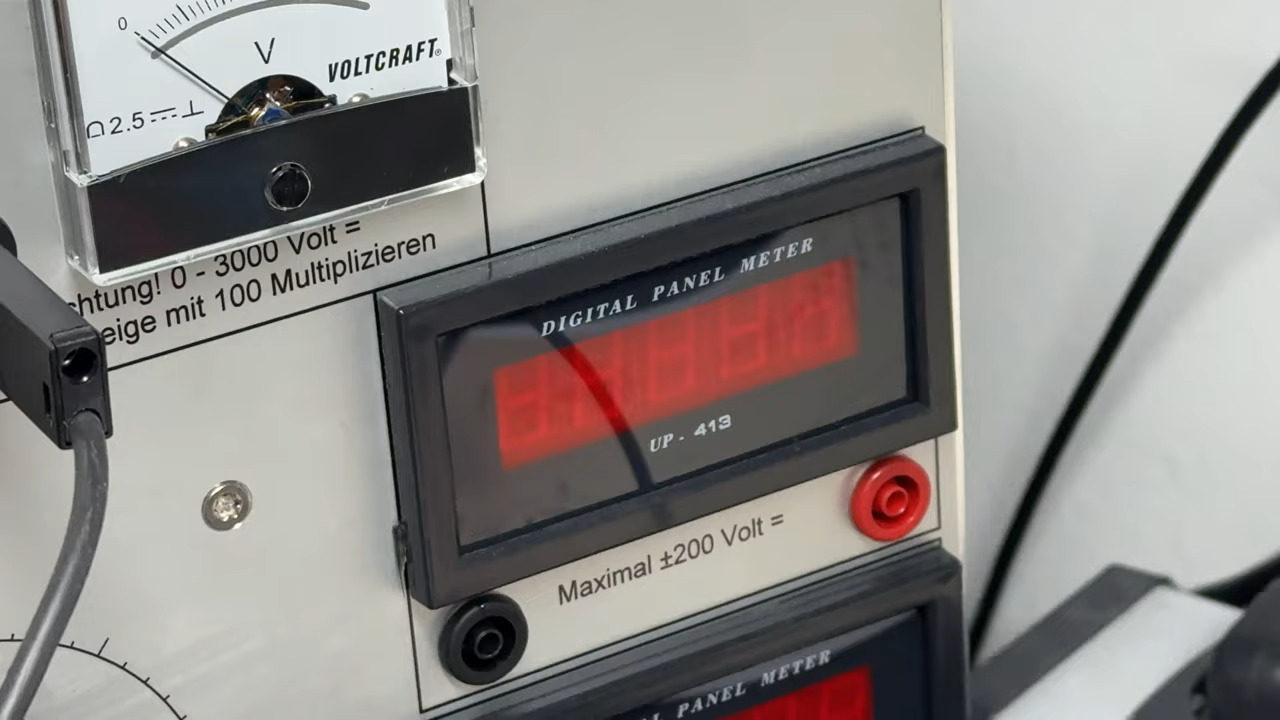 0
V
VOLTCRAFT®
2.5
chtung! 0 - 3000 Volt =
eige mit 100 Multiplizieren
DIGITAL PANEL METER
UP - 413
Maximal ±200 Volt =
PANEL METER